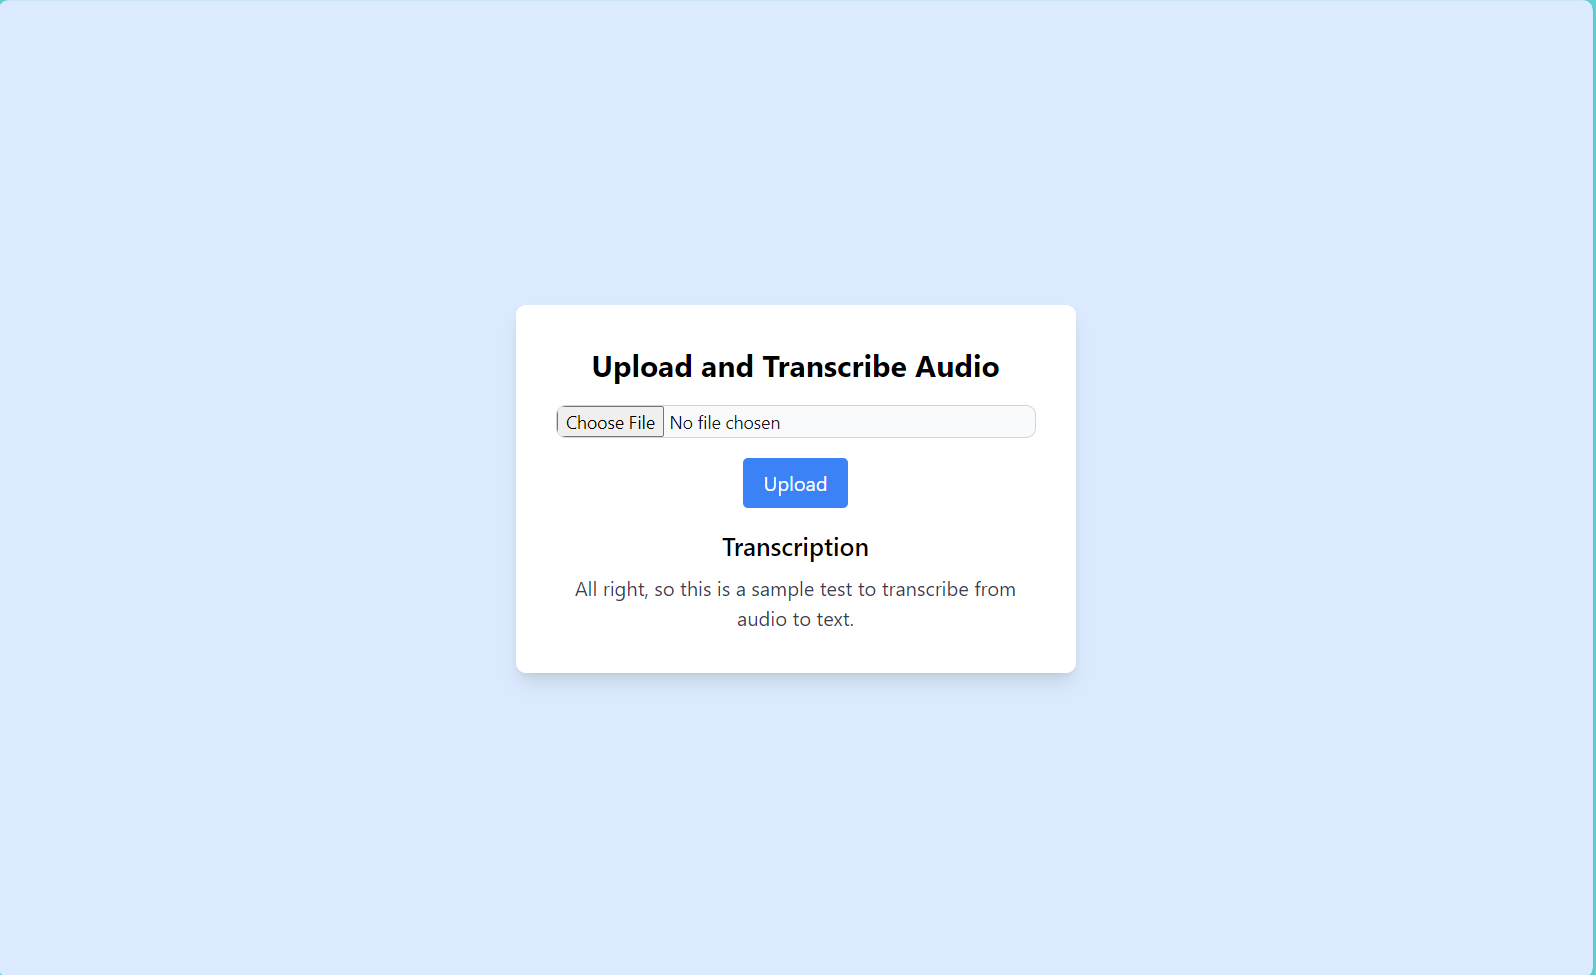 Upload and Transcribe Audio
Choose File No file chosen
Upload
Transcription
All right, so this is a sample test to transcribe from
audio to text.